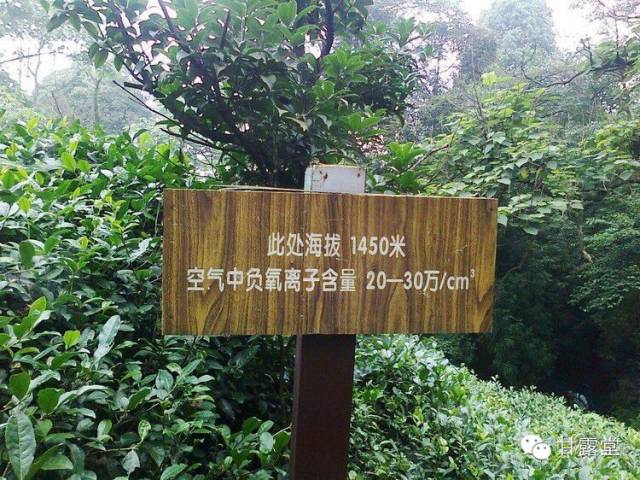 此处海拔 1450米
空气中负氧离子含量 20—30万/cm³
甘露堂